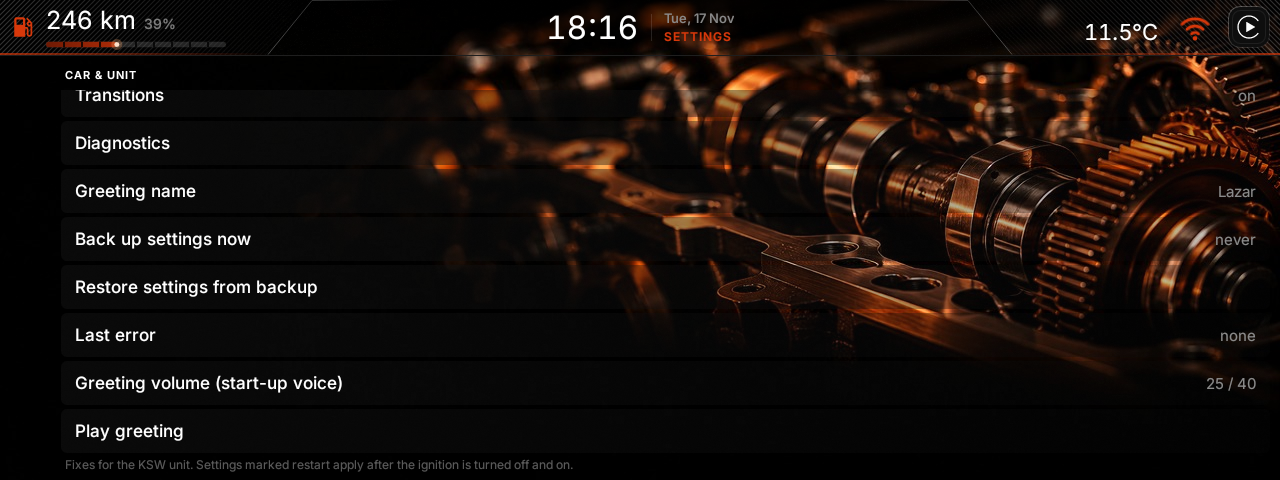 246 km 39%
18:16
Tue, 17 Nov
SETTINGS
11.5°C
CAR & UNIT
Transitions on
Diagnostics
Greeting name Lazar
Back up settings now never
Restore settings from backup
Last error none
Greeting volume (start-up voice) 25 / 40
Play greeting
Fixes for the KSW unit. Settings marked restart apply after the ignition is turned off and on.